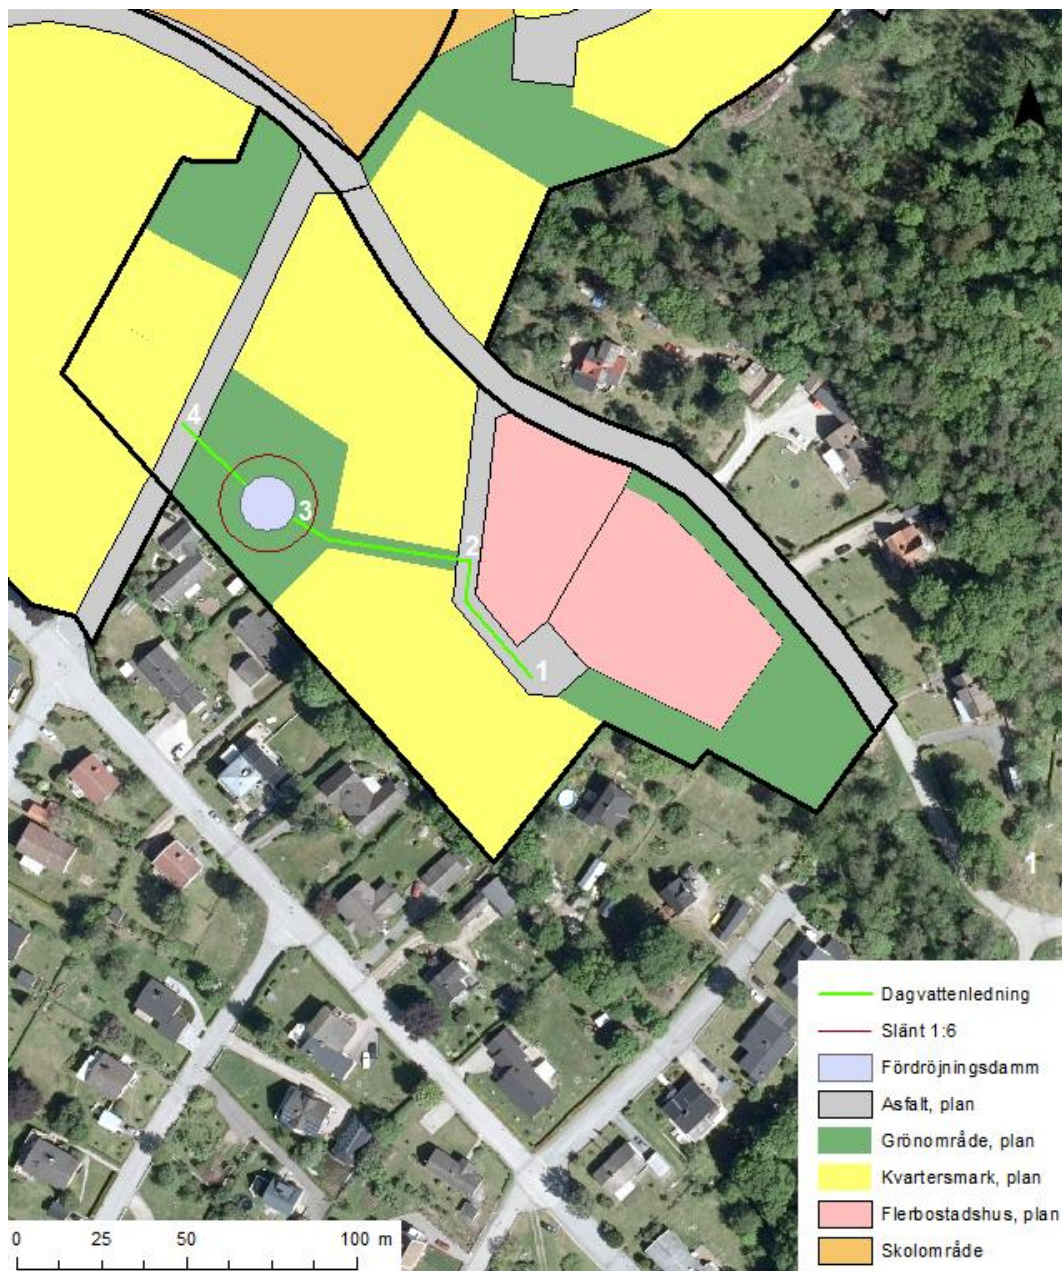 4
3
2
1
1
Dagvattenledning
Slänt 1:6
Fördröjningsdamm
Asfalt, plan
Grönområde, plan
Kvartersmark, plan
Flerbostadshus, plan
Skolområde
0 25 50 100 m